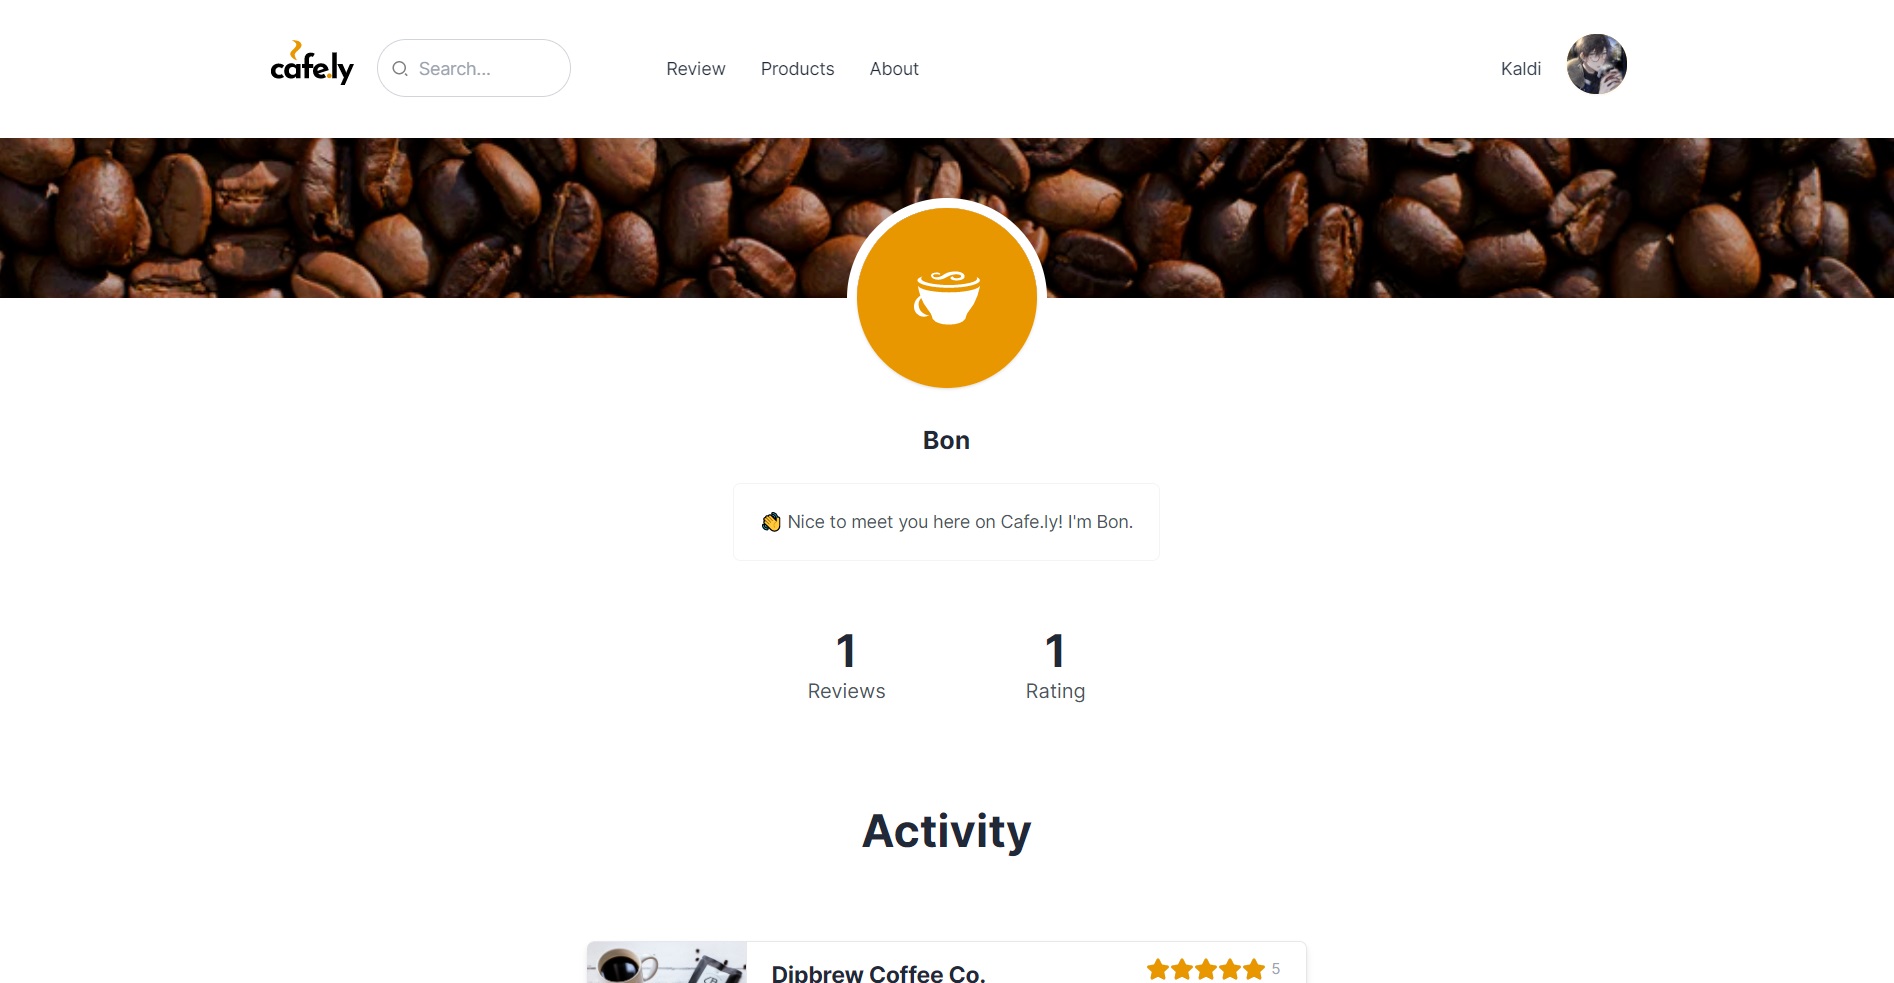 cafe.ly
Search...
Review
Products
About
Kaldi
Bon
👋 Nice to meet you here on Cafe.ly! I'm Bon.
1
Reviews
1
Rating
Activity
Dipbrew Coffee Co.
5